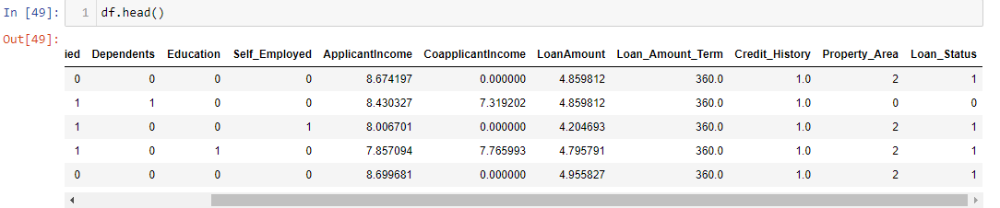 In [49]: 1 df.head()
Out[49]:
ied Dependents Education Self_Employed ApplicantIncome CoapplicantIncome LoanAmount Loan_Amount_Term Credit_History Property_Area Loan_Status
0 0 0 0 8.674197 0.000000 4.859812 360.0 1.0 2 1
1 1 0 0 8.430327 7.319202 4.859812 360.0 1.0 0 0
1 0 0 1 8.006701 0.000000 4.204693 360.0 1.0 2 1
1 0 1 0 7.857094 7.765993 4.795791 360.0 1.0 2 1
0 0 0 0 8.699681 0.000000 4.955827 360.0 1.0 2 1